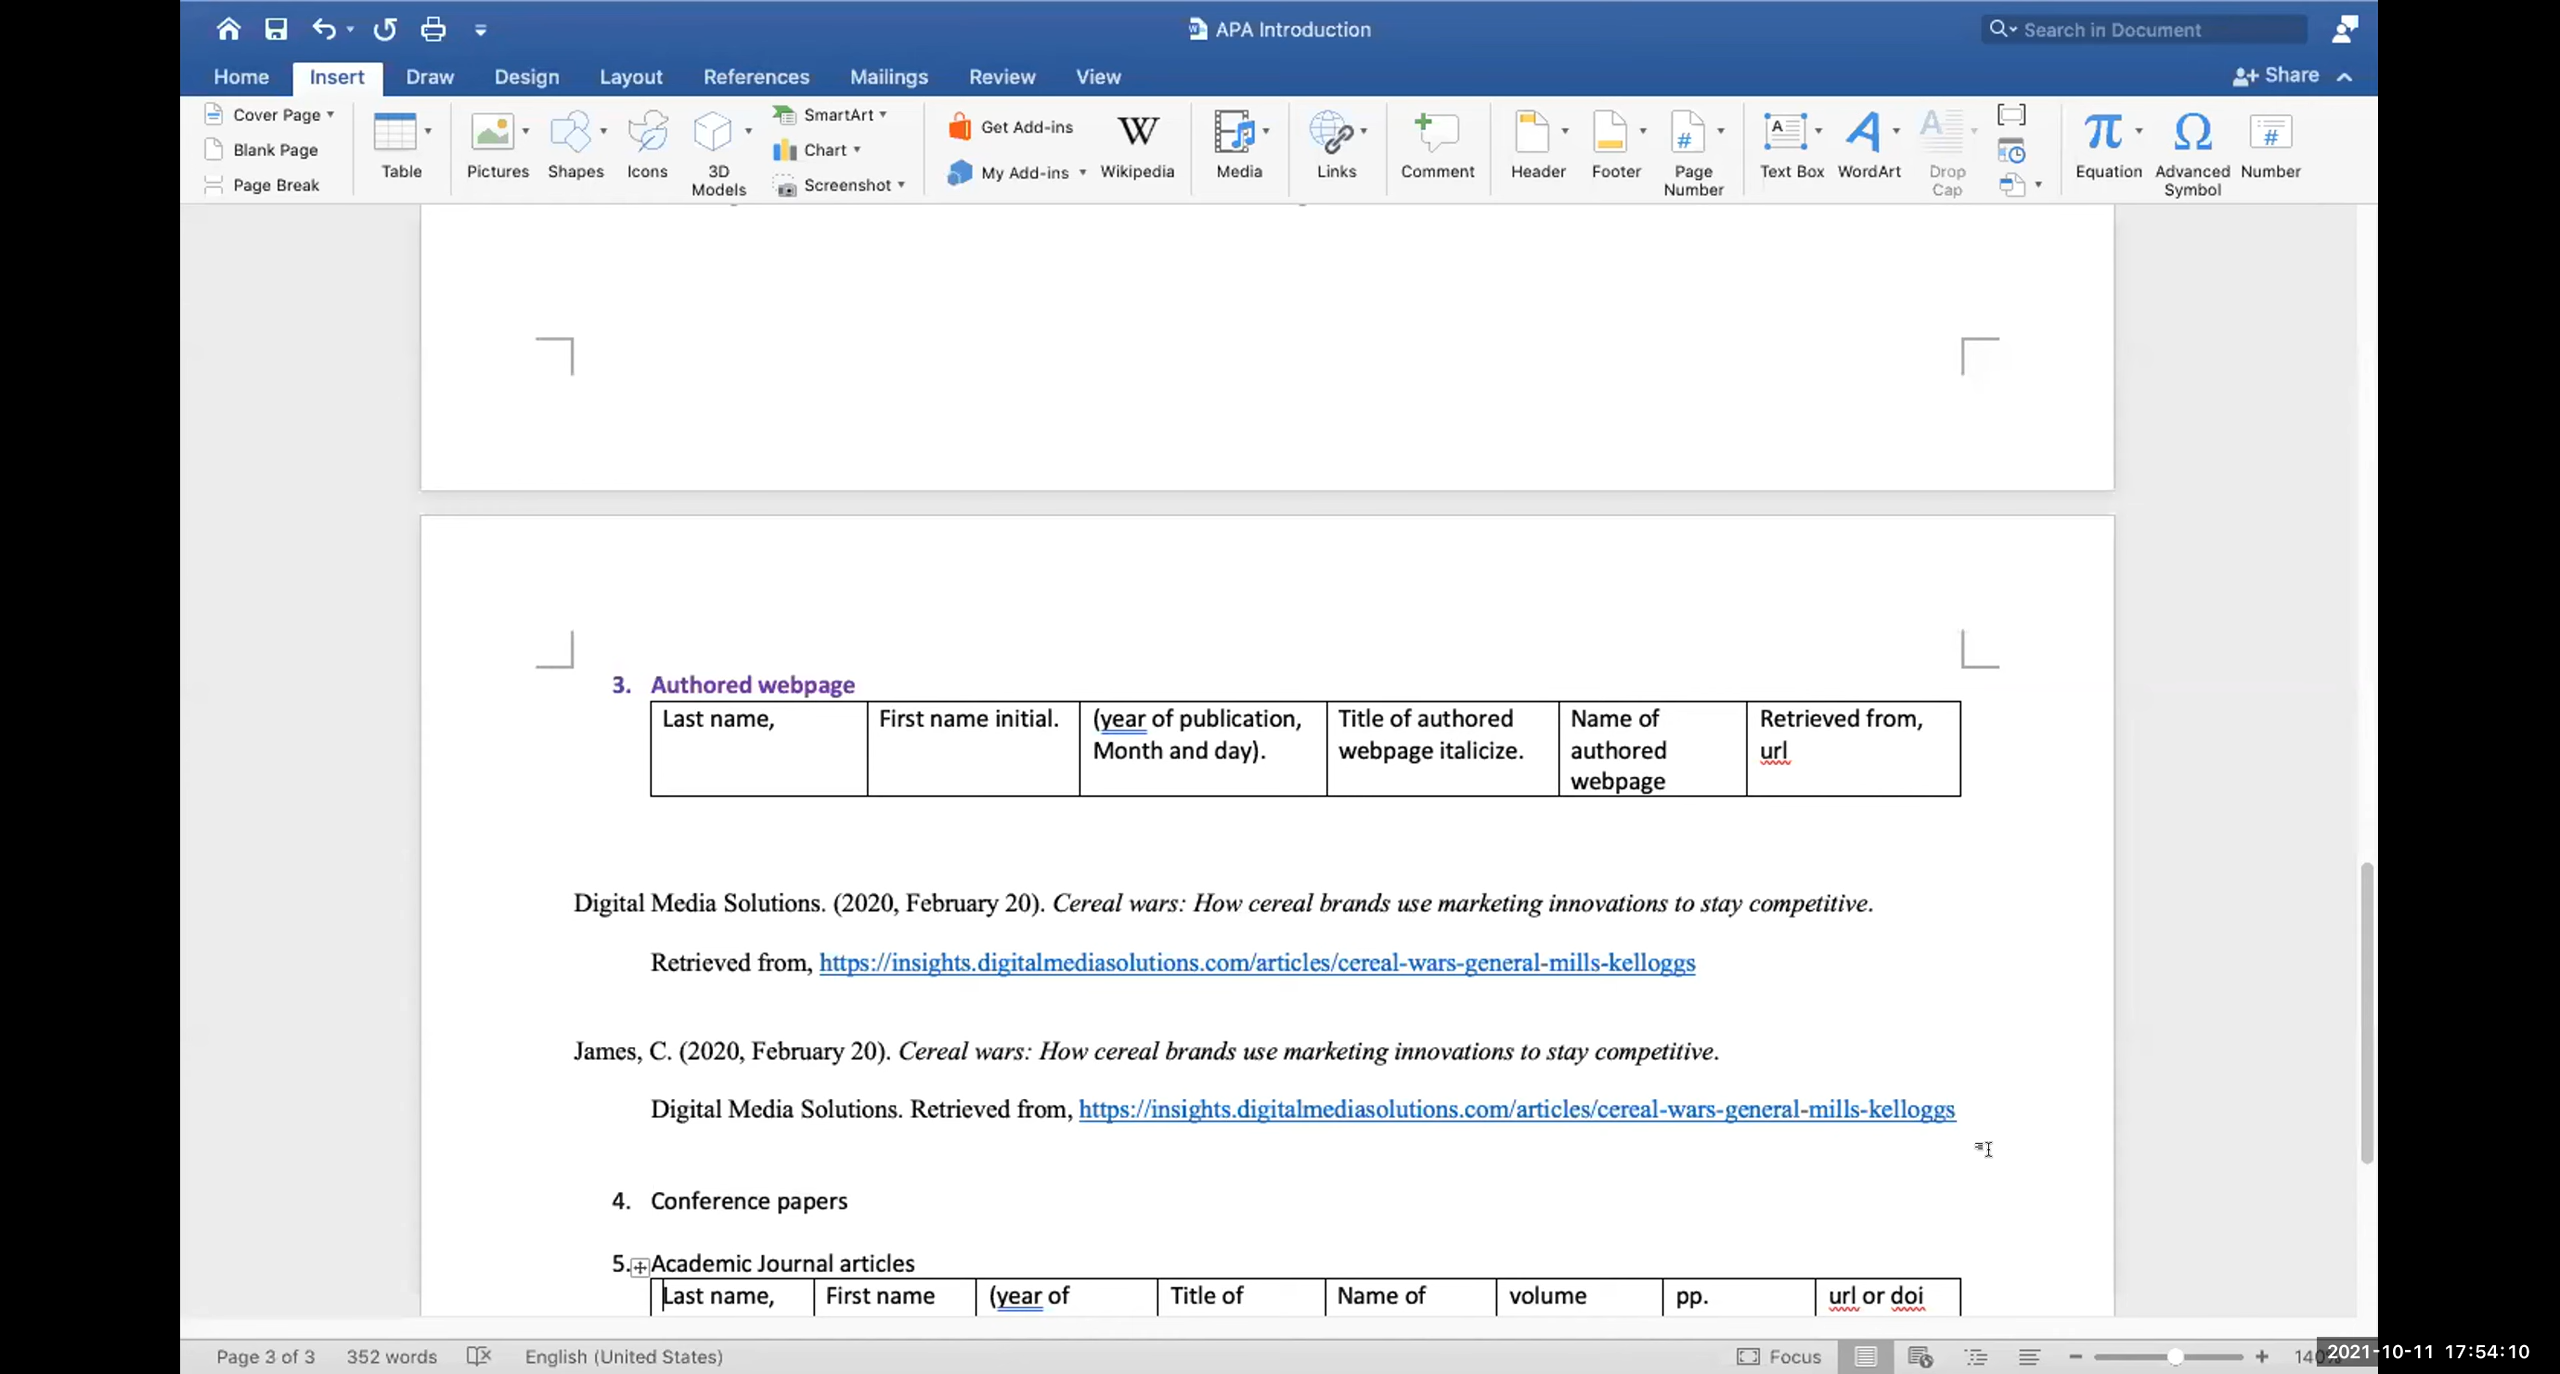 APA Introduction
Search in Document
Home Insert Draw Design Layout References Mailings Review View
Share
Cover Page
Blank Page
Page Break
Table
Pictures
Shapes
Icons
3D
Models
SmartArt
Chart
Screenshot
Get Add-ins
My Add-ins
W
Wikipedia
Media
Links
Comment
Header
Footer
Page
Number
Text Box
WordArt
Drop
Cap
Equation
Advanced
Symbol
Number
3. Authored webpage
Last name,
First name initial.
(year of publication,
Month and day).
Title of authored
webpage italicize.
Name of
authored
webpage
Retrieved from,
url
Digital Media Solutions. (2020, February 20). Cereal wars: How cereal brands use marketing innovations to stay competitive.
Retrieved from, https://insights.digitalmediasolutions.com/articles/cereal-wars-general-mills-kelloggs
James, C. (2020, February 20). Cereal wars: How cereal brands use marketing innovations to stay competitive.
Digital Media Solutions. Retrieved from, https://insights.digitalmediasolutions.com/articles/cereal-wars-general-mills-kelloggs
4. Conference papers
5. Academic Journal articles
Last name, First name (year of Title of Name of volume pp. url or doi
Page 3 of 3 352 words English (United States) Focus
2021-10-11 17:54:10